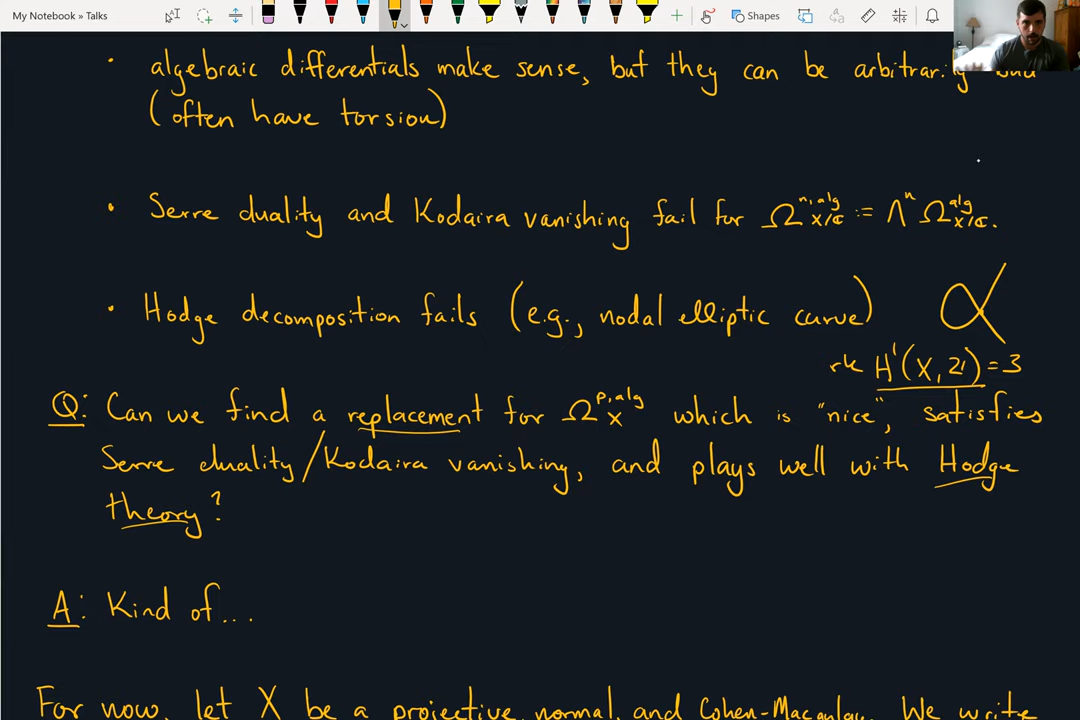 My Notebook » Talks
Shapes
• algebraic differentials make sense, but they can be arbitrarily
(often have torsion)
• Serre duality and Kodaira vanishing fail for Ω^{n,alg}_{X/ℂ} := Λ^n Ω^{alg}_{X/ℂ}.
• Hodge decomposition fails (e.g., nodal elliptic curve)
rk H^1(X, ℤ) = 3
Q: Can we find a replacement for Ω^{p,alg}_X which is "nice", satisfies
Serre duality/Kodaira vanishing, and plays well with Hodge
theory?
A: Kind of...
For now, let X be a projective, normal, and Cohen-Macaulay. We write